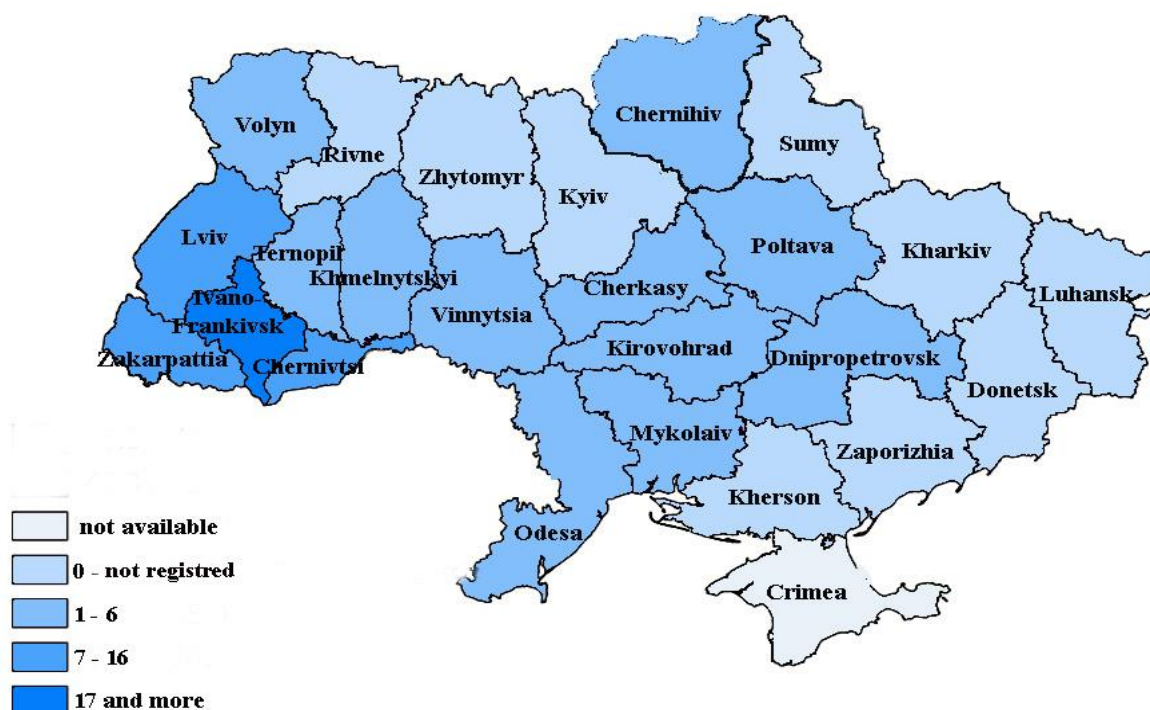 Chernihiv
Volyn
Sumy
Rivne
Zhytomyr
Kyiv
Lviv
Ternopil
Poltava
Kharkiv
Khmelnytskyi
Cherkasy
Luhansk
Ivano-
Frankivsk
Vinnytsia
Kirovohrad
Zakarpattia
Chernivtsi
Dnipropetrovsk
Donetsk
Mykolaiv
Zaporizhia
Kherson
Odesa
Crimea
not available
0 - not registred
1 - 6
7 - 16
17 and more